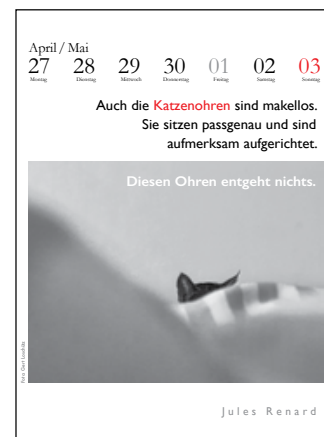 April / Mai
27 28 29 30 01 02 03
Montag Dienstag Mittwoch Donnerstag Freitag Samstag Sonntag
Auch die Katzenohren sind makellos.
Sie sitzen passgenau und sind
aufmerksam aufgerichtet.
Diesen Ohren entgeht nichts.
Jules Renard